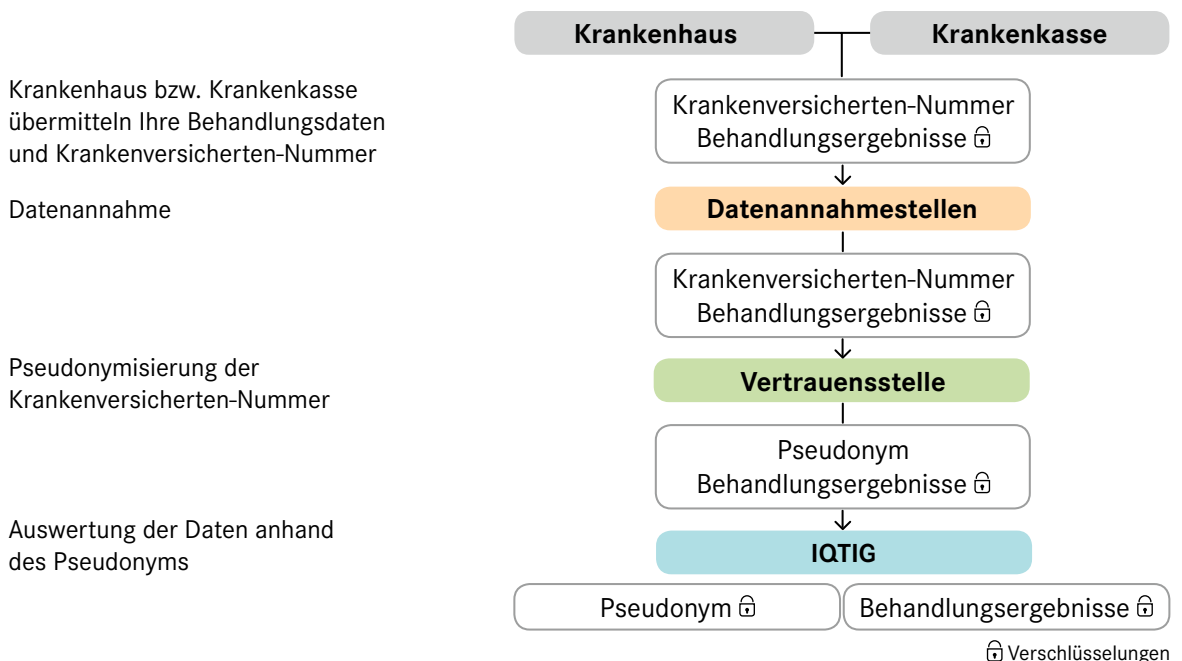 Krankenhaus
Krankenkasse
Krankenhaus bzw. Krankenkasse
übermitteln Ihre Behandlungsdaten
und Krankenversicherten-Nummer
Krankenversicherten-Nummer
Behandlungsergebnisse
Datenannahme
Datenannahmestellen
Krankenversicherten-Nummer
Behandlungsergebnisse
Pseudonymisierung der
Krankenversicherten-Nummer
Vertrauensstelle
Pseudonym
Behandlungsergebnisse
Auswertung der Daten anhand
des Pseudonyms
IQTIG
Pseudonym
Behandlungsergebnisse
Verschlüsselungen